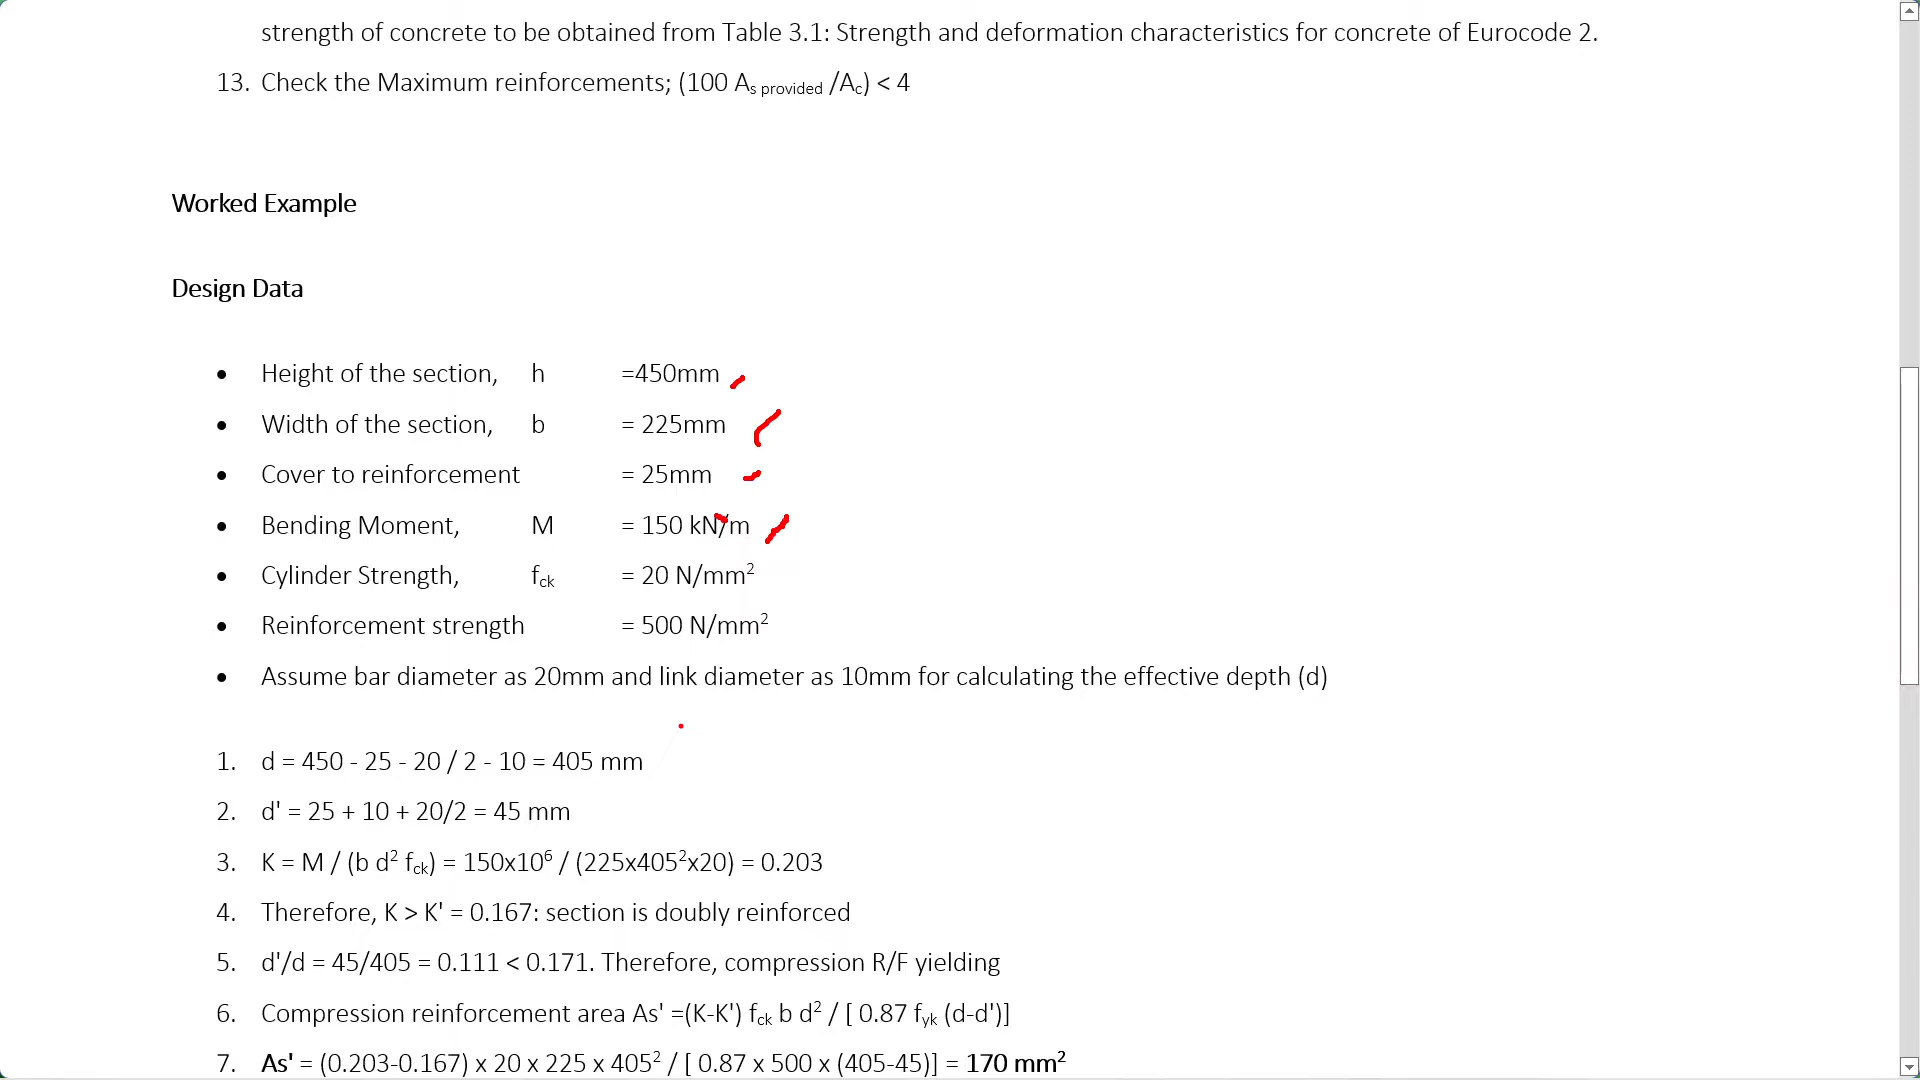 strength of concrete to be obtained from Table 3.1: Strength and deformation characteristics for concrete of Eurocode 2.
13. Check the Maximum reinforcements; (100 As provided /Ac) < 4
Worked Example
Design Data
• Height of the section, h =450mm
• Width of the section, b = 225mm
• Cover to reinforcement = 25mm
• Bending Moment, M = 150 kN/m
• Cylinder Strength, fck = 20 N/mm²
• Reinforcement strength = 500 N/mm²
• Assume bar diameter as 20mm and link diameter as 10mm for calculating the effective depth (d)
1. d = 450 - 25 - 20 / 2 - 10 = 405 mm
2. d' = 25 + 10 + 20/2 = 45 mm
3. K = M / (b d² fck) = 150x10⁶ / (225x405²x20) = 0.203
4. Therefore, K > K' = 0.167: section is doubly reinforced
5. d'/d = 45/405 = 0.111 < 0.171. Therefore, compression R/F yielding
6. Compression reinforcement area As' =(K-K') fck b d² / [ 0.87 fyk (d-d')]
7. As' = (0.203-0.167) x 20 x 225 x 405² / [ 0.87 x 500 x (405-45)] = 170 mm²